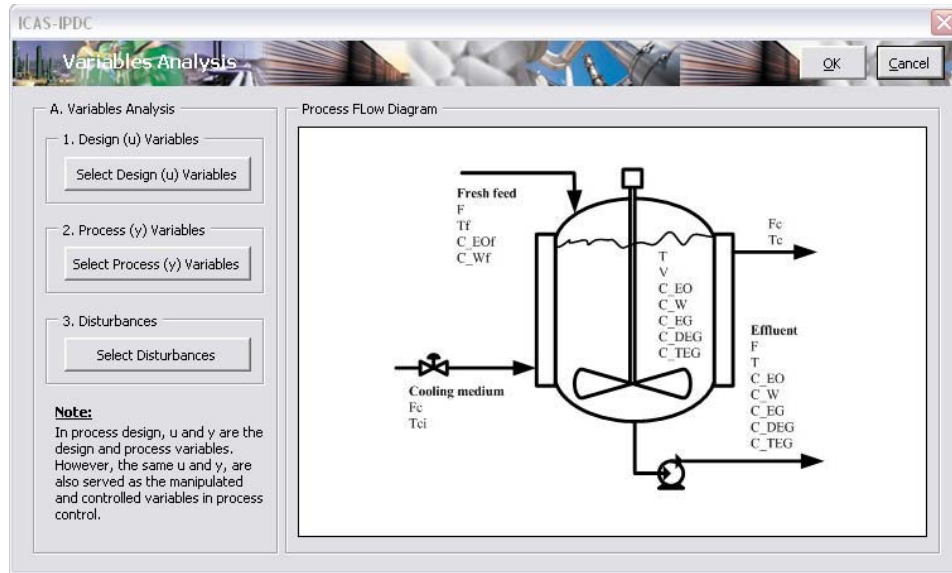 ICAS-IPDC
Variables Analysis
OK
Cancel
A. Variables Analysis
1. Design (u) Variables
Select Design (u) Variables
2. Process (y) Variables
Select Process (y) Variables
3. Disturbances
Select Disturbances
Note:
In process design, u and y are the
design and process variables.
However, the same u and y, are
also served as the manipulated
and controlled variables in process
control.
Process FLow Diagram
Fresh feed
F
Tf
C_EOf
C_Wf
Fc
Tc
T
V
C_EO
C_W
C_EG
C_DEG
C_TEG
Cooling medium
Fc
Tci
Effluent
F
T
C_EO
C_W
C_EG
C_DEG
C_TEG